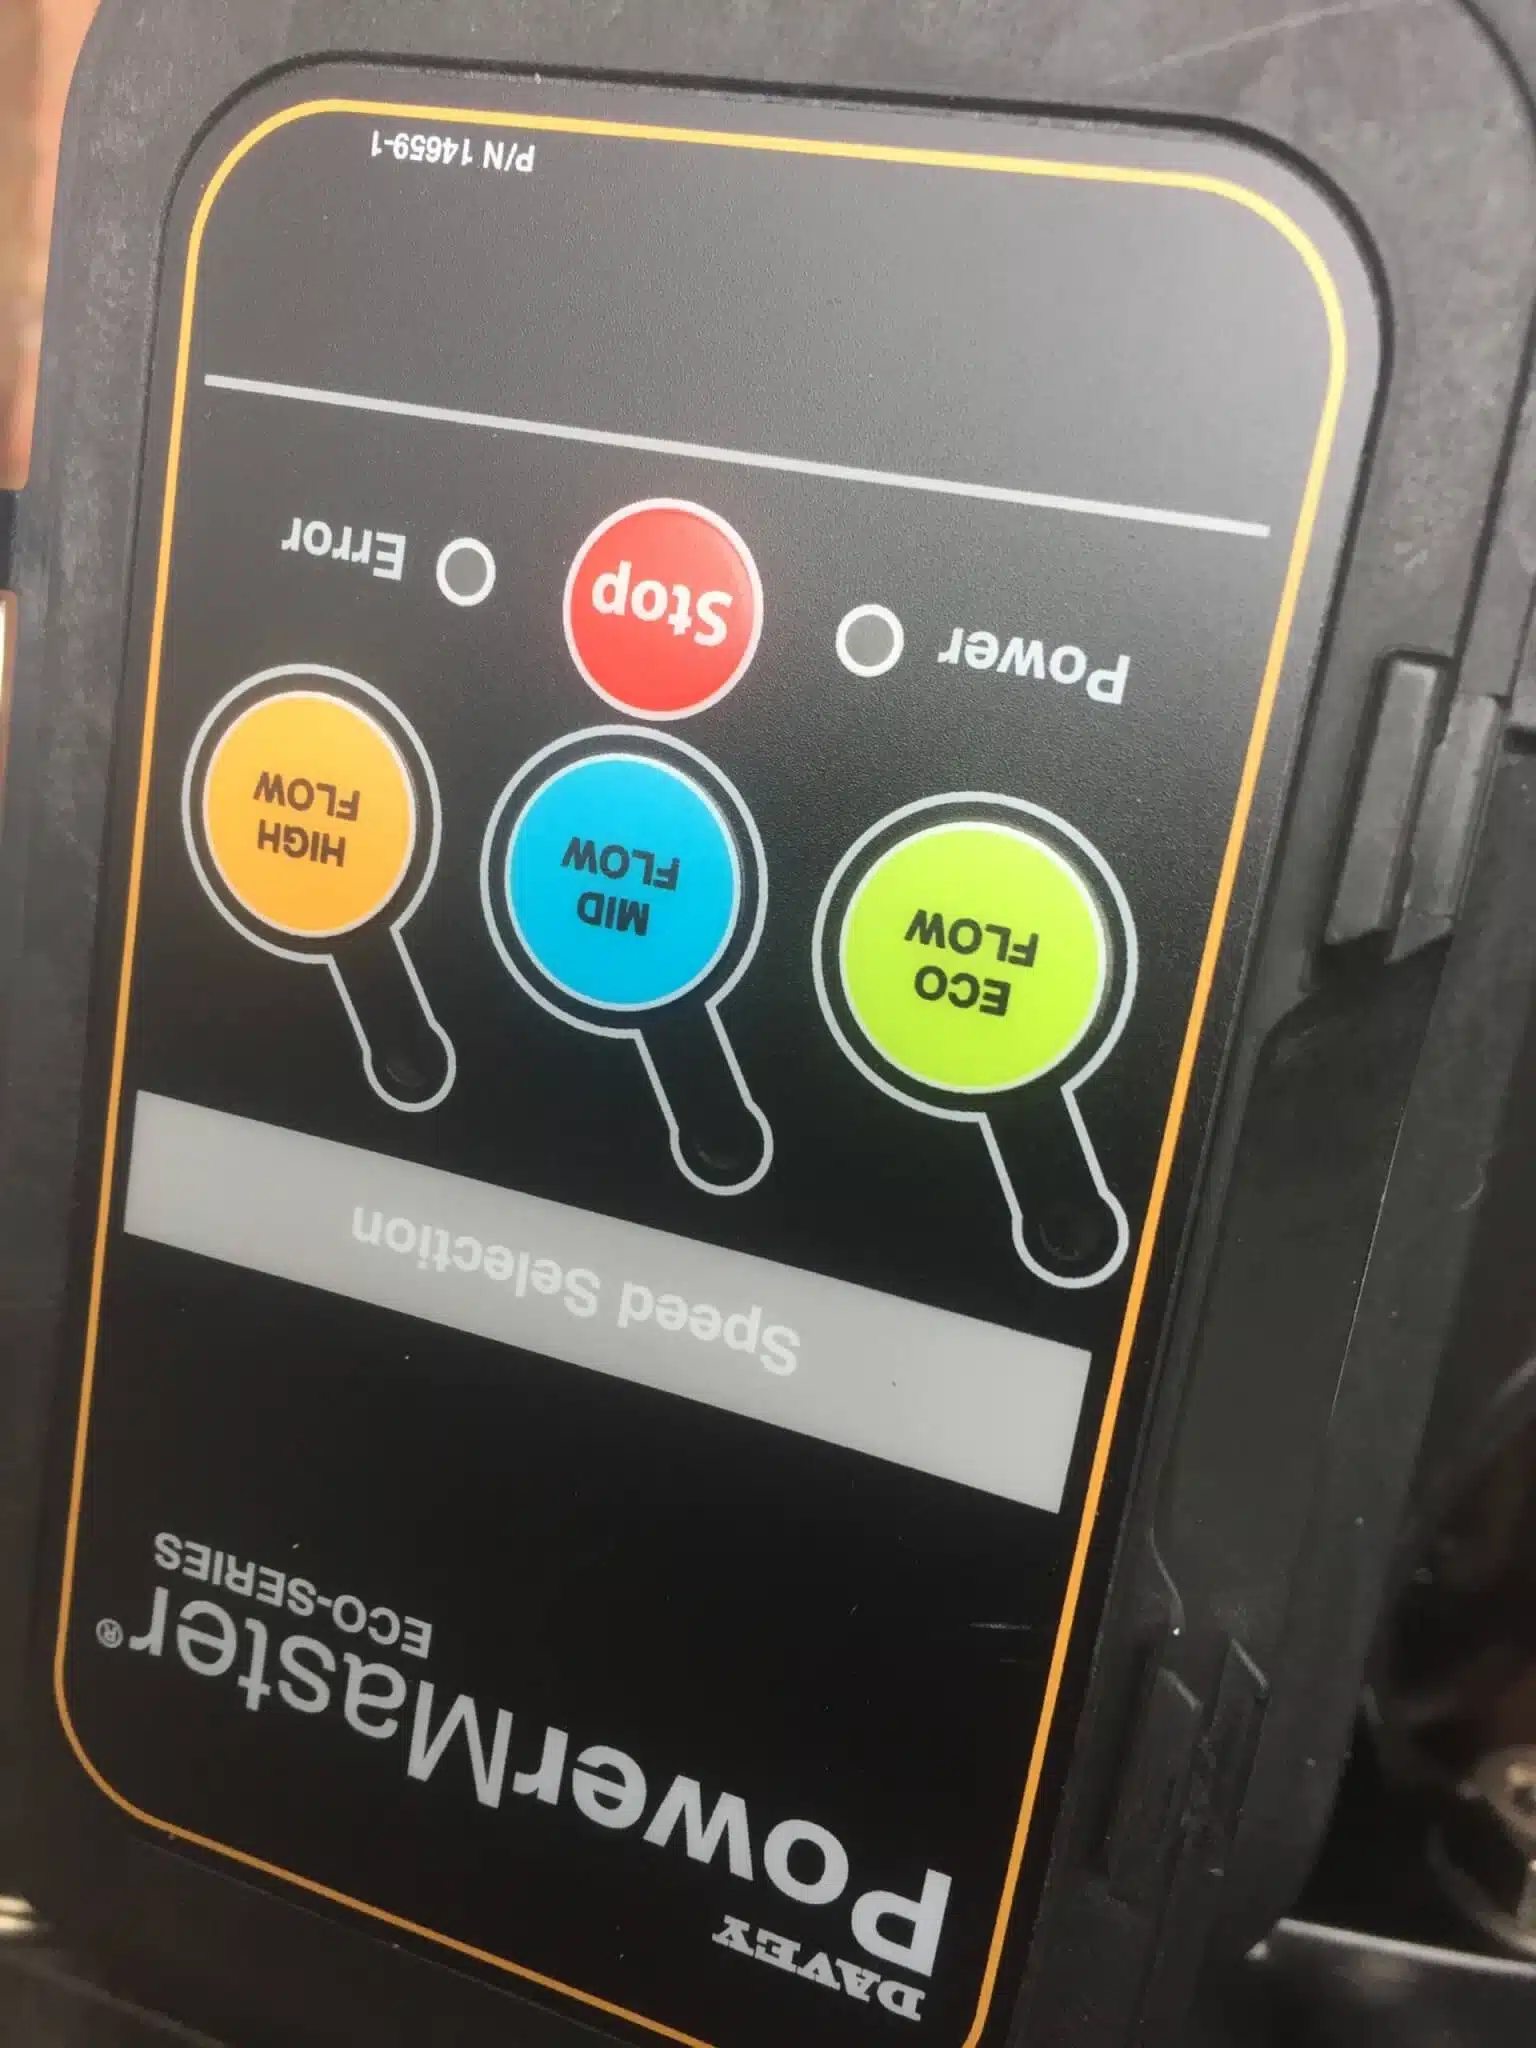 DAVEY
PowerMaster®
ECO-SERIES
Speed Selection
ECO
FLOW
MID
FLOW
HIGH
FLOW
Power
Stop
Error
P/N 14659-1